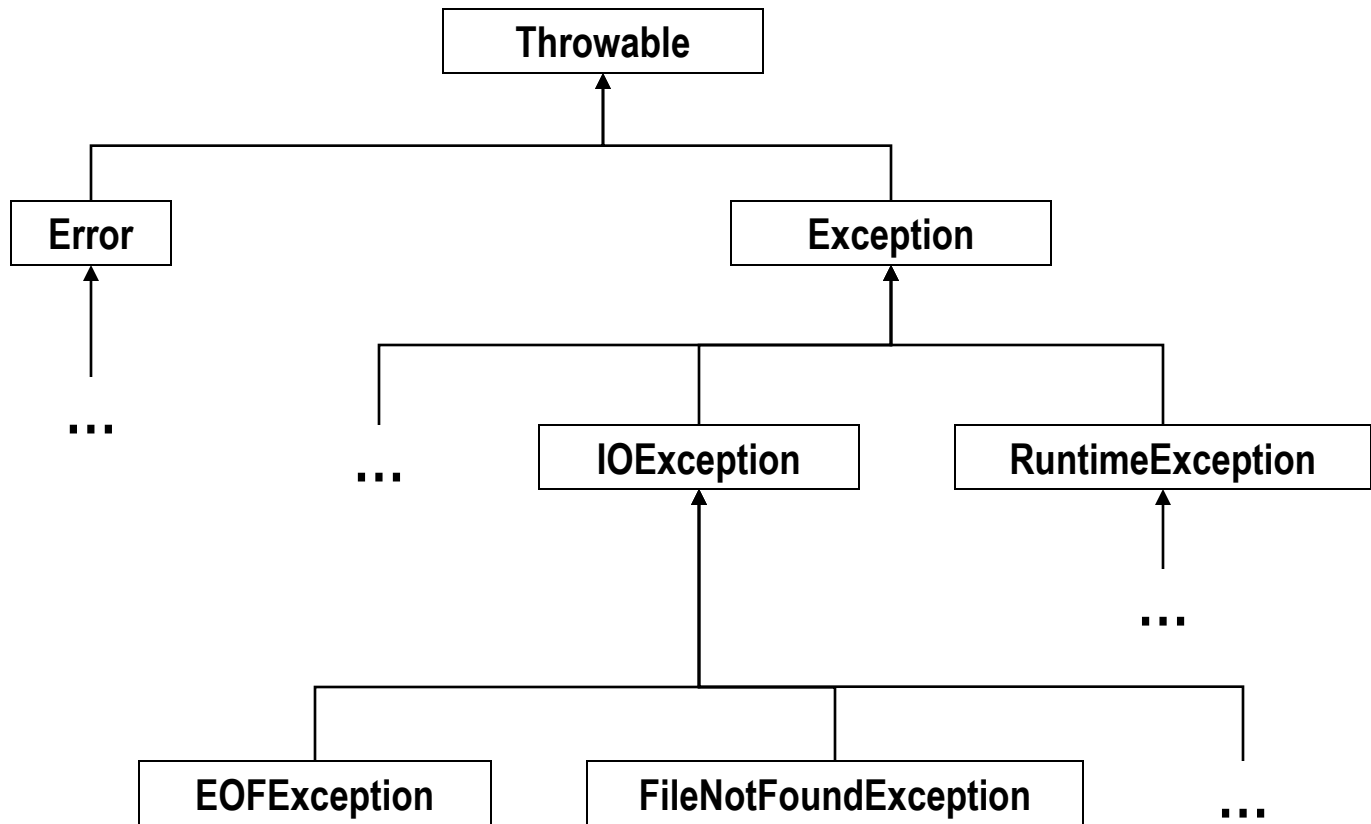 Throwable
Error
Exception
...
...
IOException
RuntimeException
...
EOFException
FileNotFoundException
...